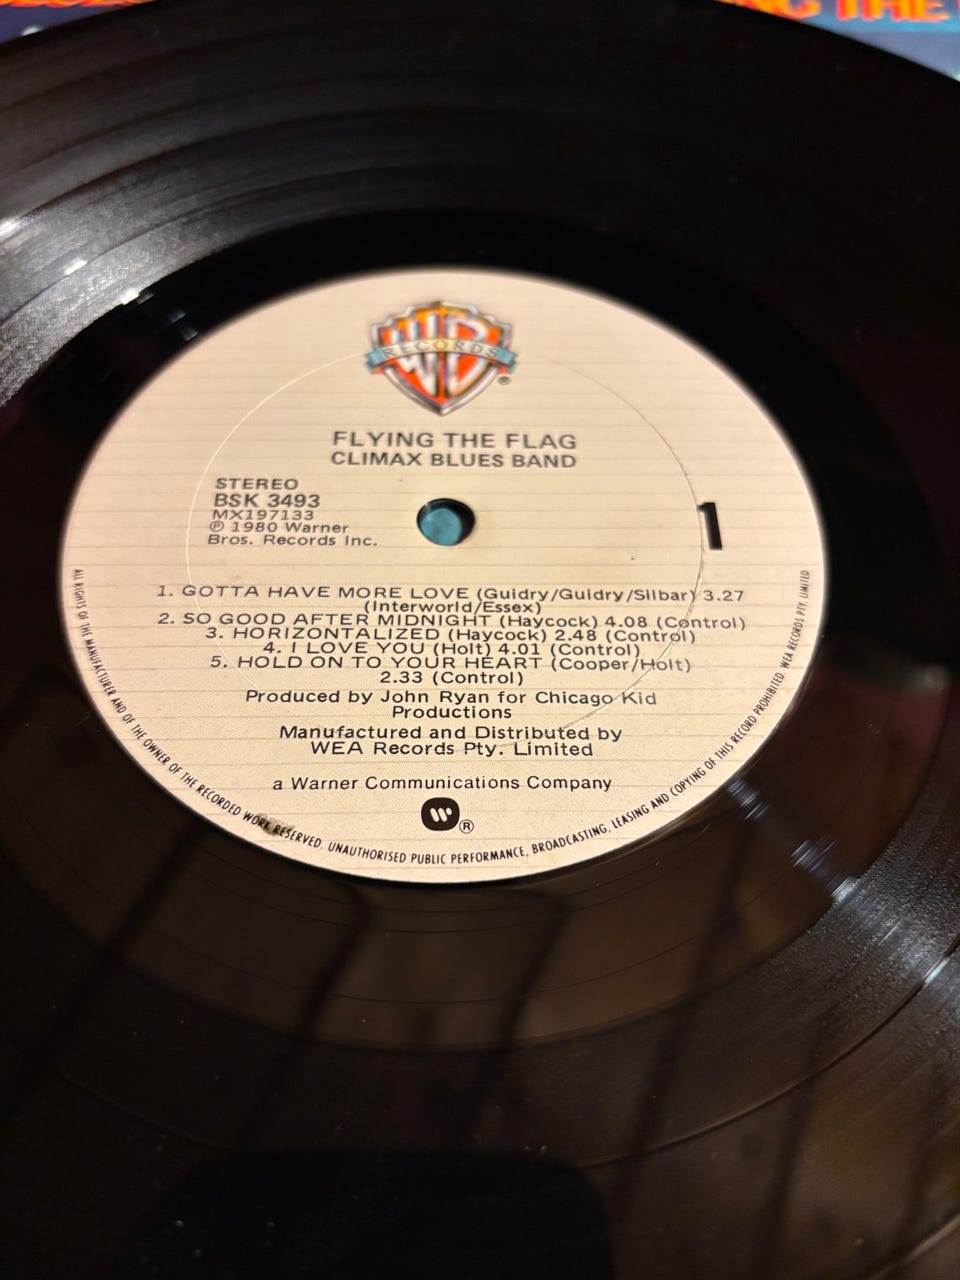 NG THE
WB
RECORDS
®
FLYING THE FLAG
CLIMAX BLUES BAND
STEREO
BSK 3493
MX197133
℗ 1980 Warner
Bros. Records Inc.
1
1. GOTTA HAVE MORE LOVE (Guidry/Guidry/Silbar) 3.27
(Interworld/Essex)
2. SO GOOD AFTER MIDNIGHT (Haycock) 4.08 (Control)
3. HORIZONTALIZED (Haycock) 2.48 (Control)
4. I LOVE YOU (Holt) 4.01 (Control)
5. HOLD ON TO YOUR HEART (Cooper/Holt)
2.33 (Control)
Produced by John Ryan for Chicago Kid
Productions
Manufactured and Distributed by
WEA Records Pty. Limited
a Warner Communications Company
®
ALL RIGHTS OF THE MANUFACTURER AND OF THE OWNER OF THE RECORDED WORK RESERVED. UNAUTHORISED PUBLIC PERFORMANCE, BROADCASTING, LEASING AND COPYING OF THIS RECORD PROHIBITED. WEA RECORDS PTY. LIMITED